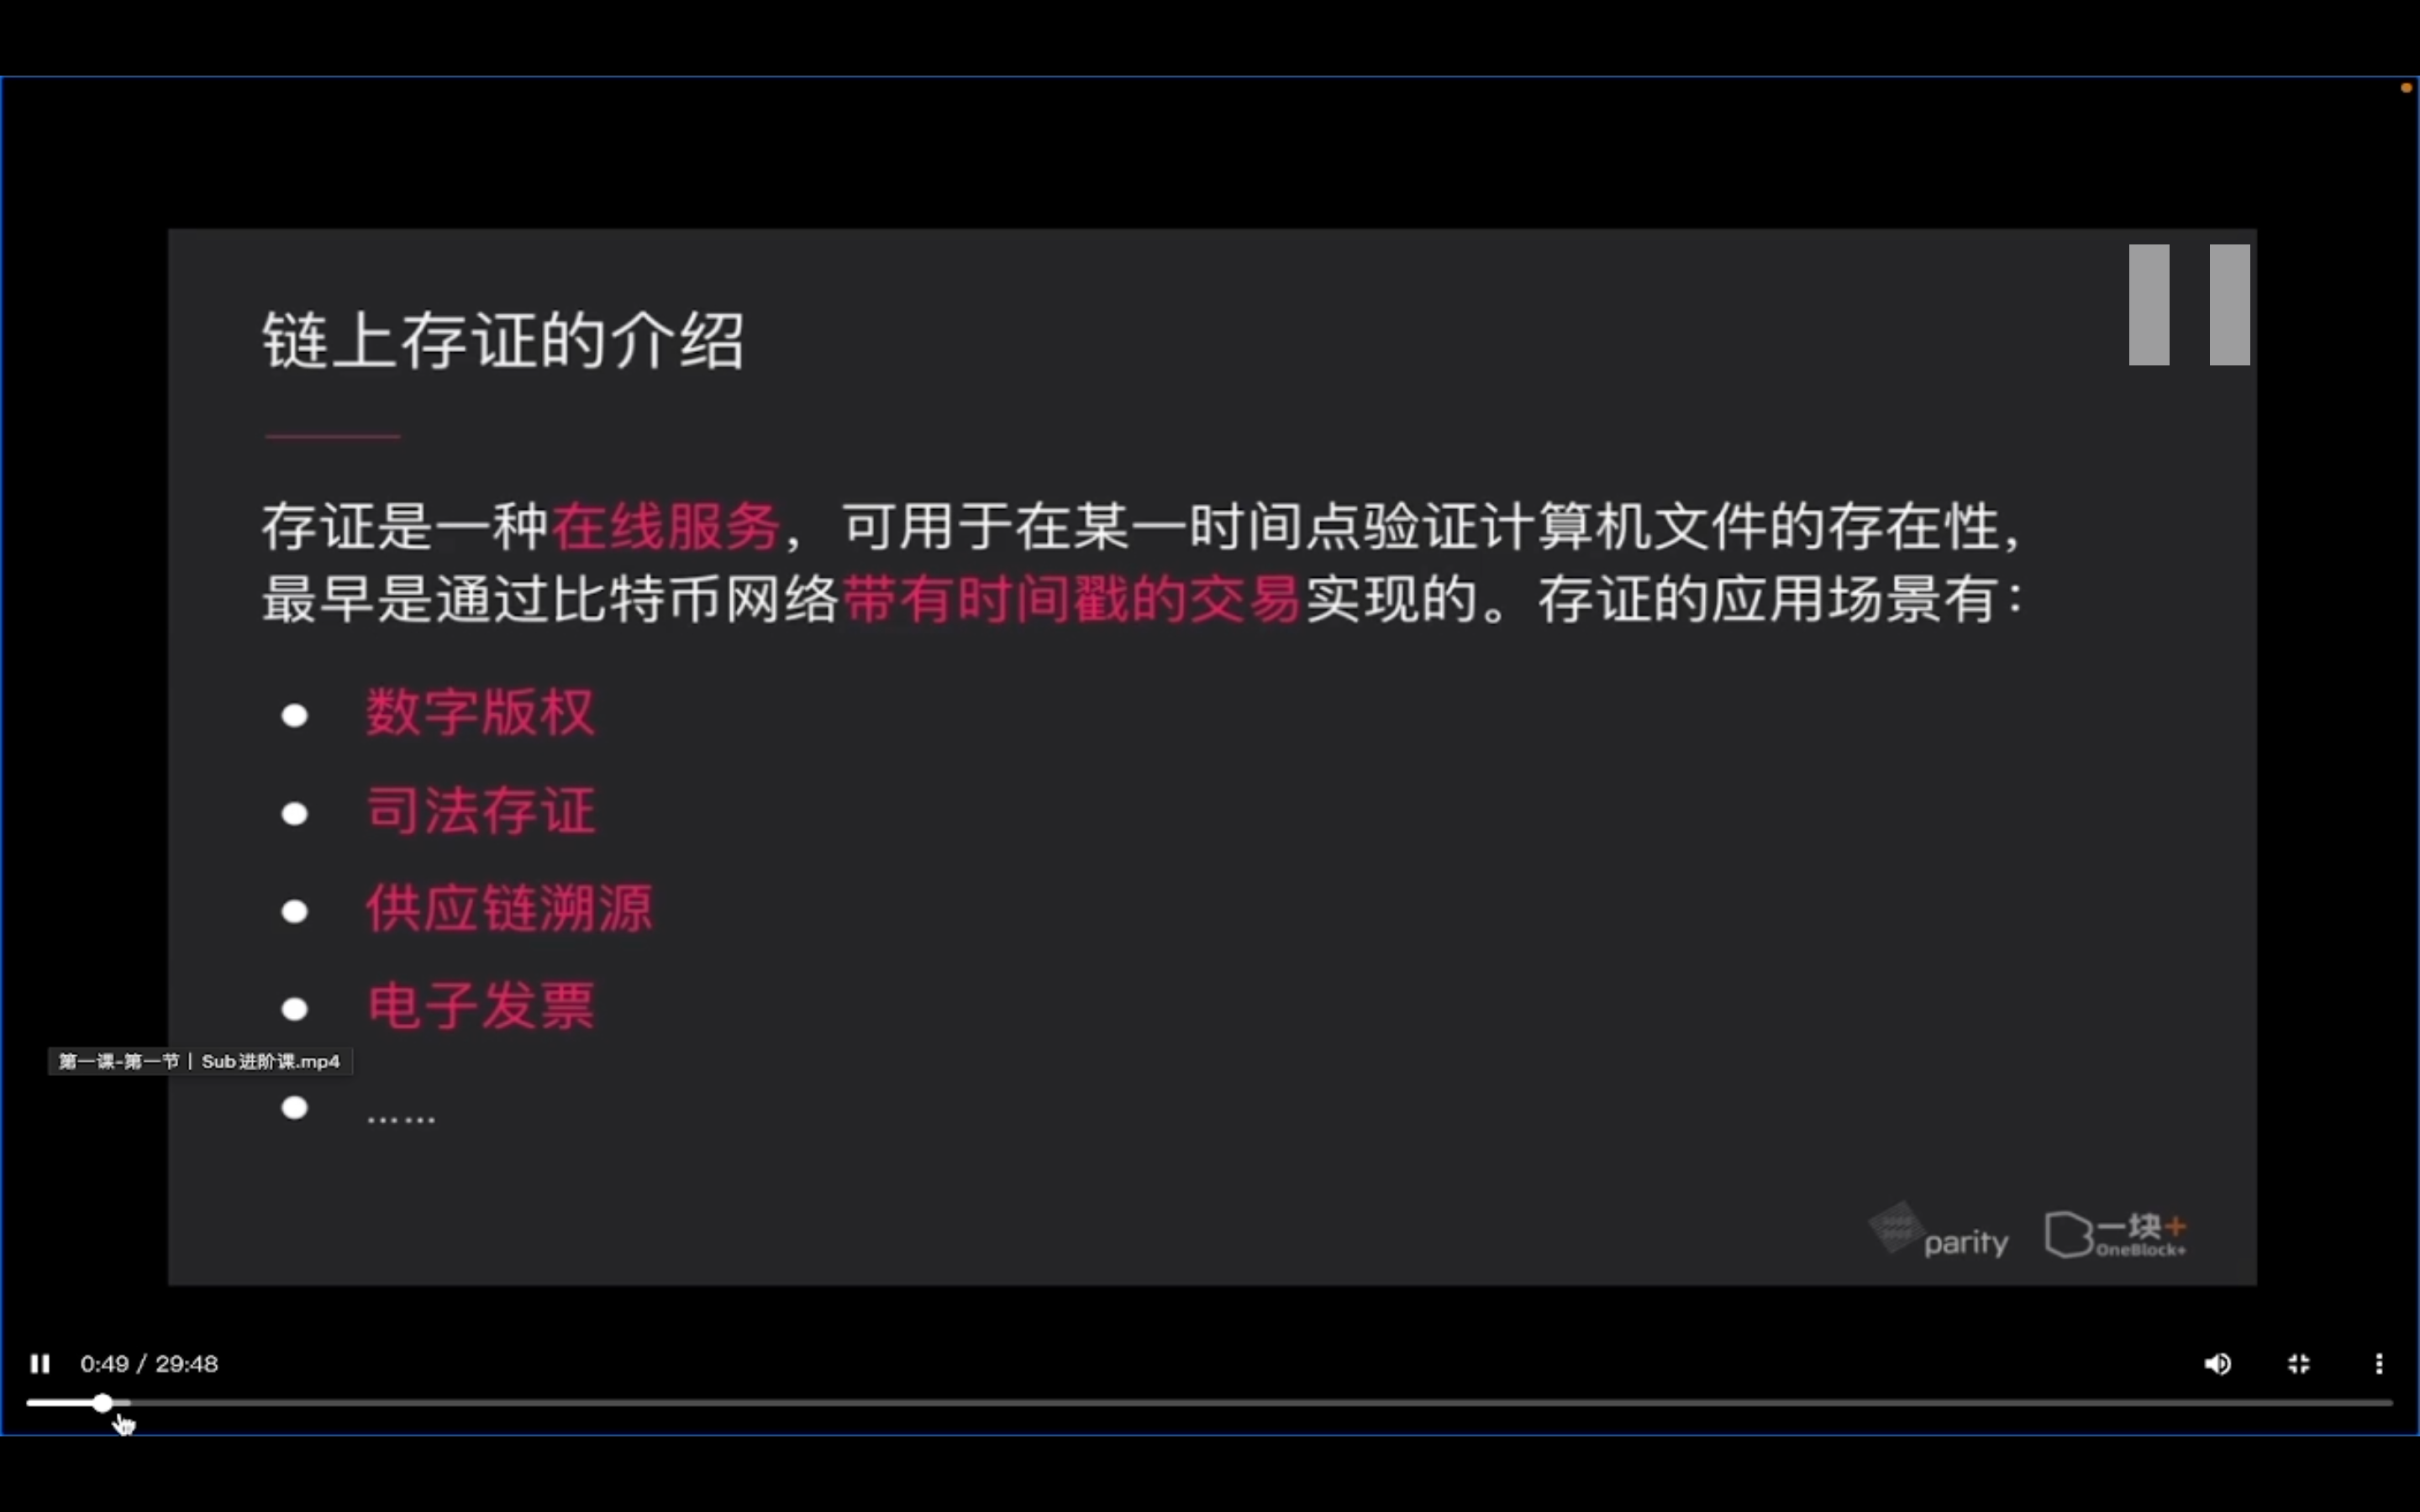 链上存证的介绍
存证是一种在线服务，可用于在某一时间点验证计算机文件的存在性，
最早是通过比特币网络带有时间戳的交易实现的。存证的应用场景有：
● 数字版权
● 司法存证
● 供应链溯源
● 电子发票
第一课-第一节 | Sub 进阶课.mp4
● ……
parity
一块+
OneBlock+
0:49 / 29:48